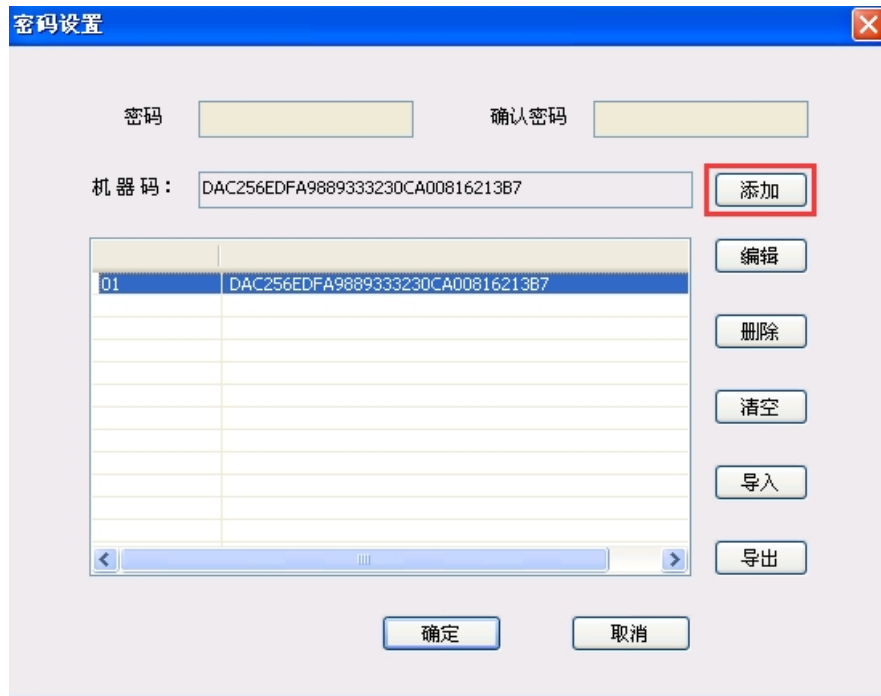 密码设置
密码 确认密码
机器码： DAC256EDFA9889333230CA00816213B7 添加
编辑
01 DAC256EDFA9889333230CA00816213B7
删除
清空
导入
导出
确定 取消